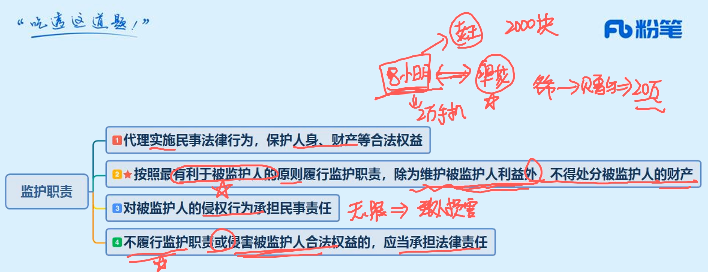 “吃透这道题！”
粉笔
2000块
8小明
2万手机
赠与⇒20万
1 代理实施民事法律行为，保护人身、财产等合法权益
监护职责
2 ★按照最有利于被监护人的原则履行监护职责，除为维护被监护人利益外，不得处分被监护人的财产
3 对被监护人的侵权行为承担民事责任
无限⇒致人损害
4 不履行监护职责或侵害被监护人合法权益的，应当承担法律责任